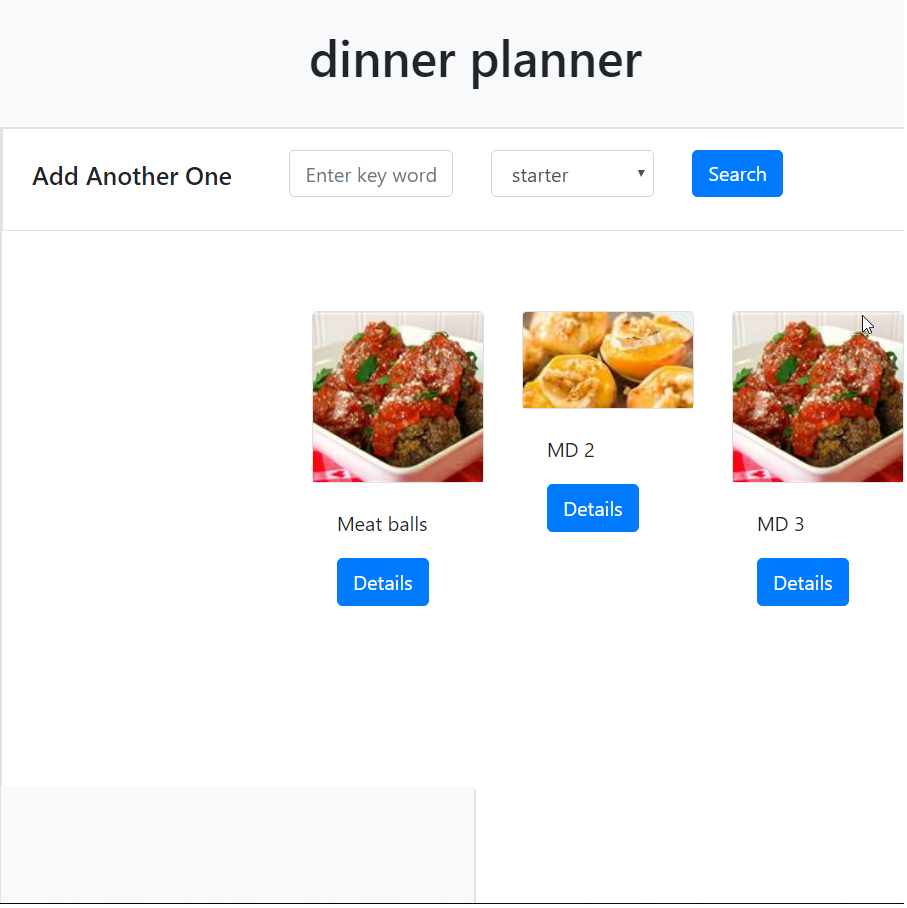 dinner planner
Add Another One
Enter key word
starter
Search
Meat balls
Details
MD 2
Details
MD 3
Details